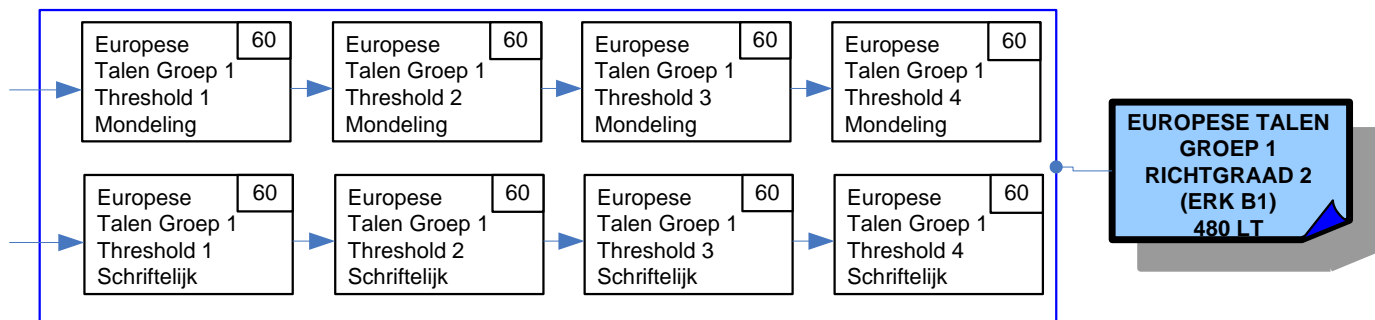 Europese
Talen Groep 1
Threshold 1
Mondeling
60
Europese
Talen Groep 1
Threshold 2
Mondeling
60
Europese
Talen Groep 1
Threshold 3
Mondeling
60
Europese
Talen Groep 1
Threshold 4
Mondeling
60
Europese
Talen Groep 1
Threshold 1
Schriftelijk
60
Europese
Talen Groep 1
Threshold 2
Schriftelijk
60
Europese
Talen Groep 1
Threshold 3
Schriftelijk
60
Europese
Talen Groep 1
Threshold 4
Schriftelijk
60
EUROPESE TALEN
GROEP 1
RICHTGRAAD 2
(ERK B1)
480 LT